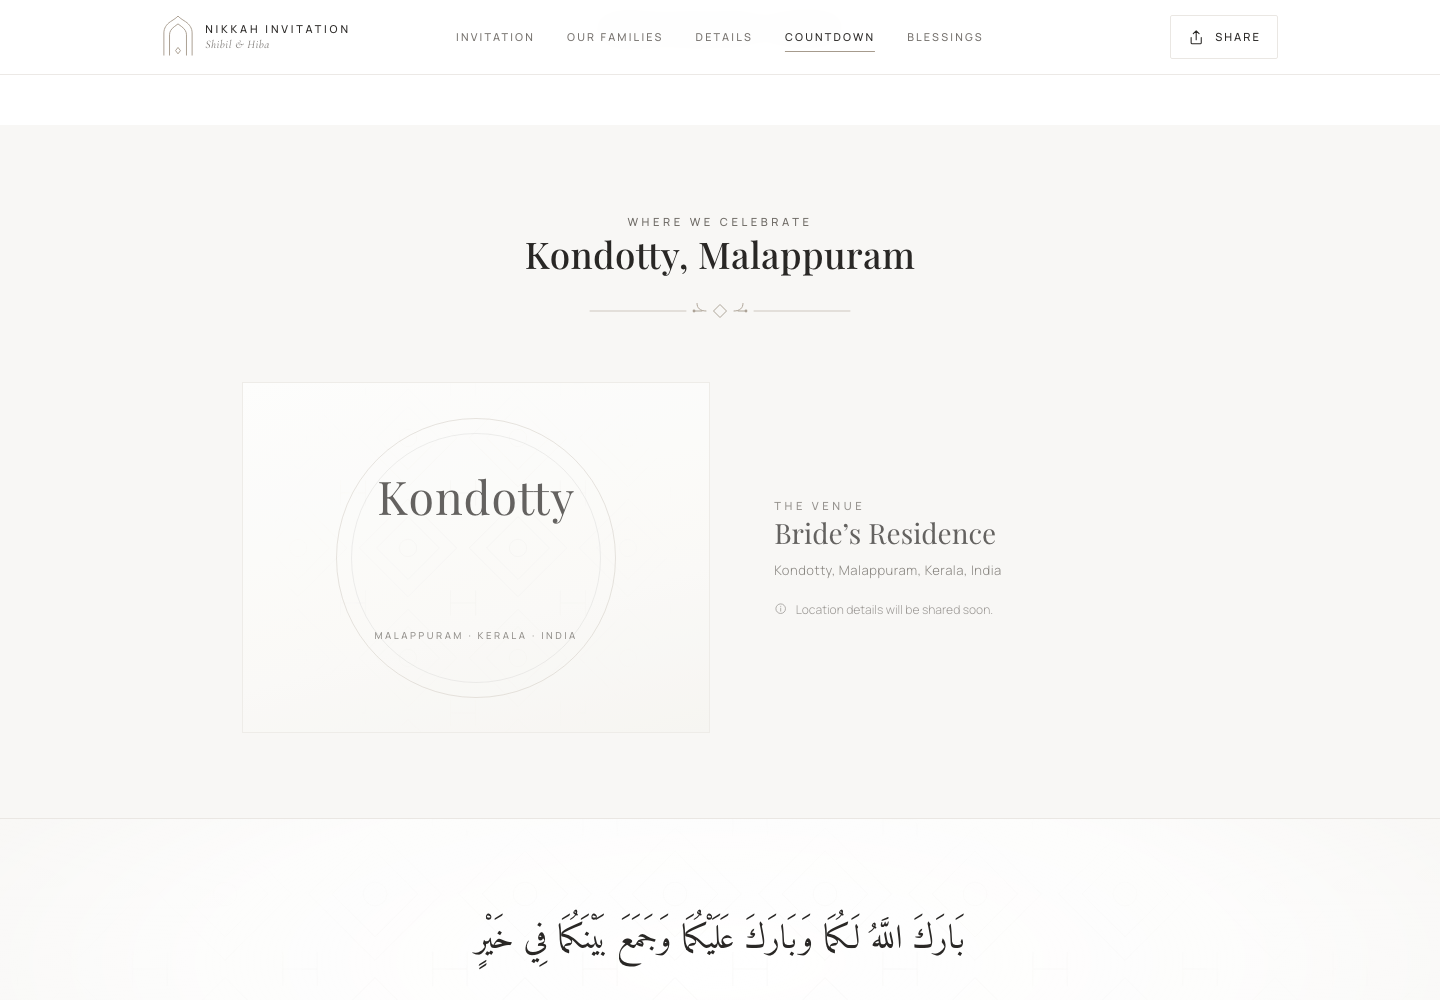 NIKKAH INVITATION
Shibil & Hiba
INVITATION
OUR FAMILIES
DETAILS
COUNTDOWN
BLESSINGS
SHARE
WHERE WE CELEBRATE
Kondotty, Malappuram
Kondotty
MALAPPURAM · KERALA · INDIA
THE VENUE
Bride’s Residence
Kondotty, Malappuram, Kerala, India
Location details will be shared soon.
بَارَكَ اللَّهُ لَكُمَا وَبَارَكَ عَلَيْكُمَا وَجَمَعَ بَيْنَكُمَا فِي خَيْرٍ